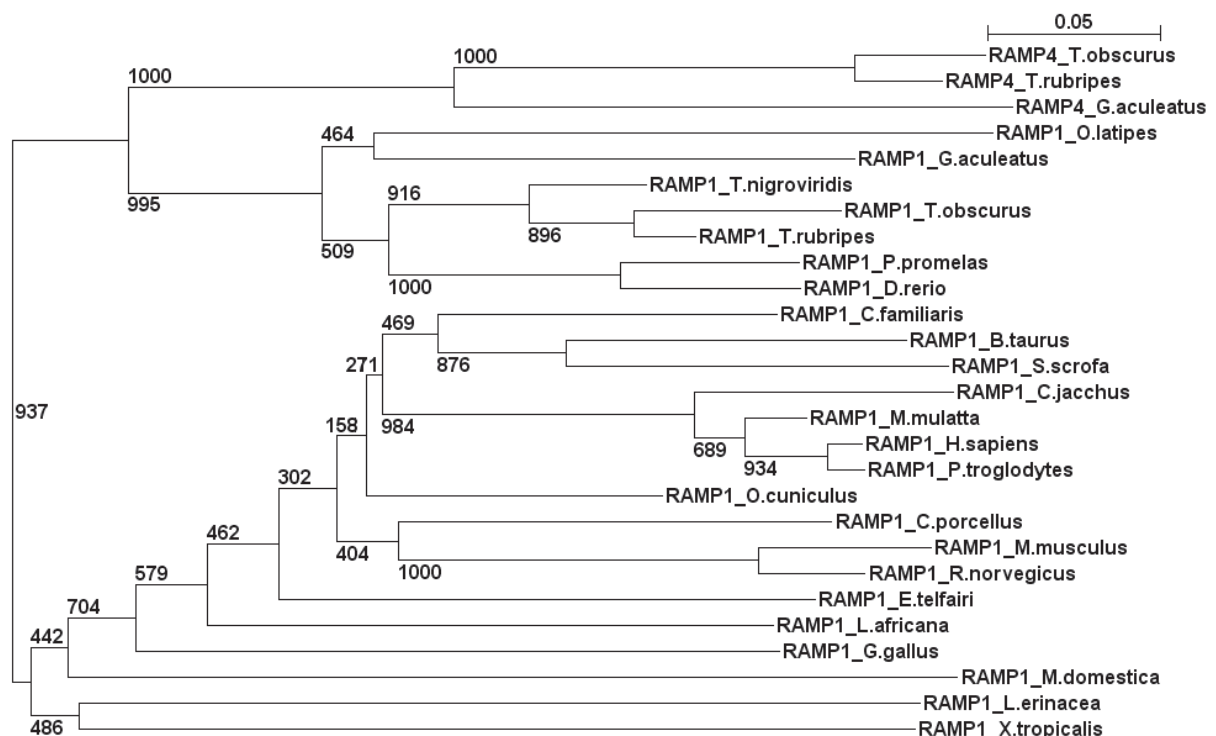 0.05
1000
1000
RAMP4_T.obscurus
RAMP4_T.rubripes
RAMP4_G.aculeatus
464
RAMP1_O.latipes
RAMP1_G.aculeatus
995
916
RAMP1_T.nigroviridis
RAMP1_T.obscurus
896
RAMP1_T.rubripes
509
RAMP1_P.promelas
1000
RAMP1_D.rerio
469
RAMP1_C.familiaris
RAMP1_B.taurus
271
876
RAMP1_S.scrofa
RAMP1_C.jacchus
937
158
984
RAMP1_M.mulatta
689
RAMP1_H.sapiens
934
RAMP1_P.troglodytes
302
RAMP1_O.cuniculus
462
RAMP1_C.porcellus
404
RAMP1_M.musculus
579
1000
RAMP1_R.norvegicus
704
RAMP1_E.telfairi
442
RAMP1_L.africana
RAMP1_G.gallus
RAMP1_M.domestica
486
RAMP1_L.erinacea
RAMP1_X.tropicalis